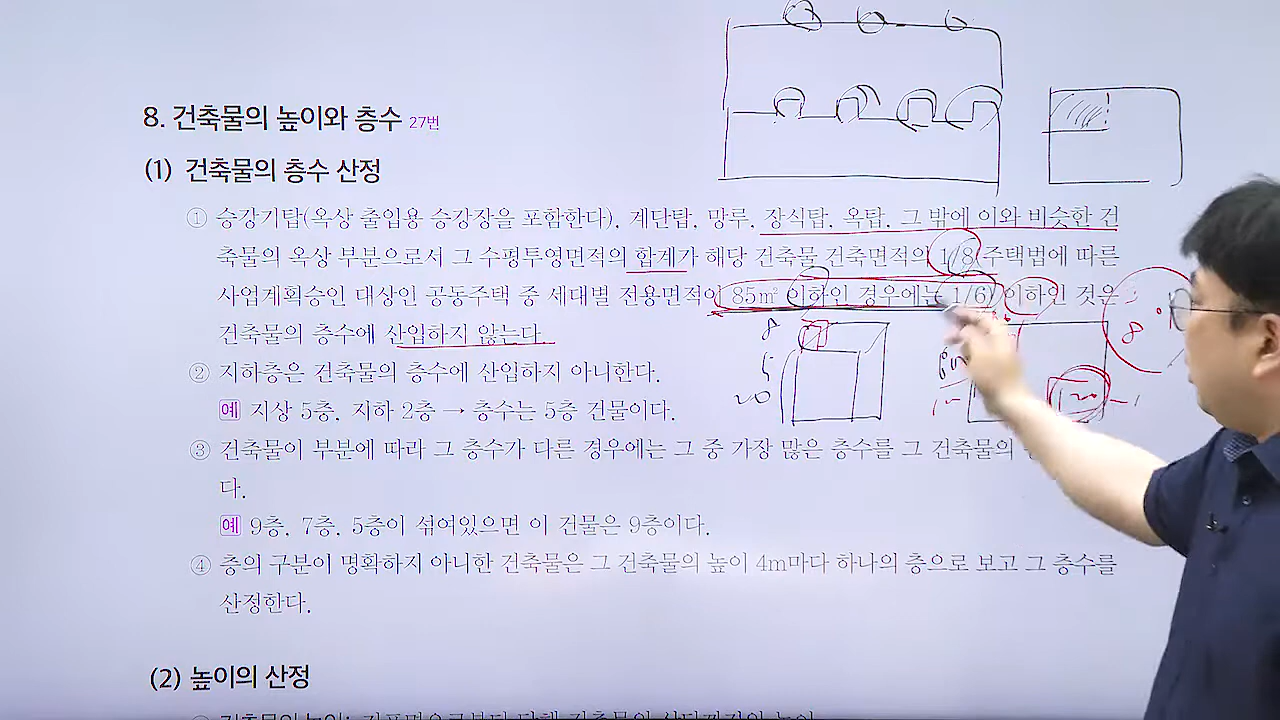 8. 건축물의 높이와 층수 27번
(1) 건축물의 층수 산정
① 승강기탑(옥상 출입용 승강장을 포함한다), 계단탑, 망루, 장식탑, 옥탑, 그 밖에 이와 비슷한 건
축물의 옥상 부분으로서 그 수평투영면적의 합계가 해당 건축물 건축면적의 1/8(주택법에 따른
사업계획승인 대상인 공동주택 중 세대별 전용면적이 85㎡ 이하인 경우에는 1/6) 이하인 것은
건축물의 층수에 산입하지 않는다.
② 지하층은 건축물의 층수에 산입하지 아니한다.
예 지상 5층, 지하 2층 → 층수는 5층 건물이다.
③ 건축물이 부분에 따라 그 층수가 다른 경우에는 그 중 가장 많은 층수를 그 건축물의
다.
예 9층, 7층, 5층이 섞여있으면 이 건물은 9층이다.
④ 층의 구분이 명확하지 아니한 건축물은 그 건축물의 높이 4m마다 하나의 층으로 보고 그 층수를
산정한다.
(2) 높이의 산정
8
5
20
8